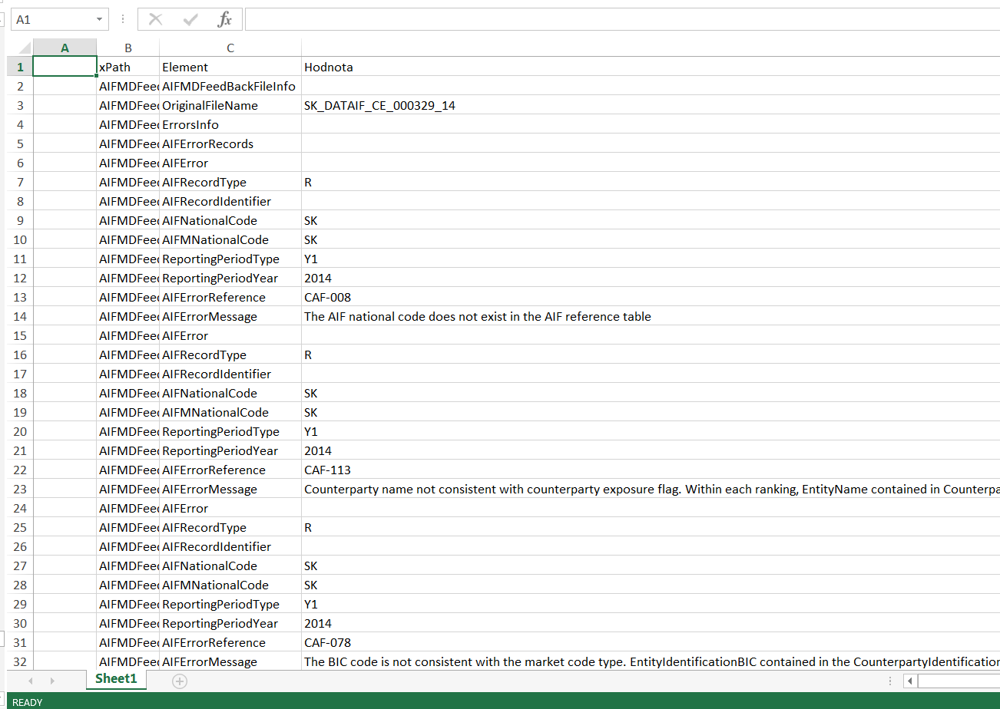 A1
fx
A B C
1 xPath Element Hodnota
2 AIFMDFeed AIFMDFeedBackFileInfo
3 AIFMDFeed OriginalFileName SK_DATAIF_CE_000329_14
4 AIFMDFeed ErrorsInfo
5 AIFMDFeed AIFErrorRecords
6 AIFMDFeed AIFError
7 AIFMDFeed AIFRecordType R
8 AIFMDFeed AIFRecordIdentifier
9 AIFMDFeed AIFNationalCode SK
10 AIFMDFeed AIFMNationalCode SK
11 AIFMDFeed ReportingPeriodType Y1
12 AIFMDFeed ReportingPeriodYear 2014
13 AIFMDFeed AIFErrorReference CAF-008
14 AIFMDFeed AIFErrorMessage The AIF national code does not exist in the AIF reference table
15 AIFMDFeed AIFError
16 AIFMDFeed AIFRecordType R
17 AIFMDFeed AIFRecordIdentifier
18 AIFMDFeed AIFNationalCode SK
19 AIFMDFeed AIFMNationalCode SK
20 AIFMDFeed ReportingPeriodType Y1
21 AIFMDFeed ReportingPeriodYear 2014
22 AIFMDFeed AIFErrorReference CAF-113
23 AIFMDFeed AIFErrorMessage Counterparty name not consistent with counterparty exposure flag. Within each ranking, EntityName contained in Counterpa
24 AIFMDFeed AIFError
25 AIFMDFeed AIFRecordType R
26 AIFMDFeed AIFRecordIdentifier
27 AIFMDFeed AIFNationalCode SK
28 AIFMDFeed AIFMNationalCode SK
29 AIFMDFeed ReportingPeriodType Y1
30 AIFMDFeed ReportingPeriodYear 2014
31 AIFMDFeed AIFErrorReference CAF-078
32 AIFMDFeed AIFErrorMessage The BIC code is not consistent with the market code type. EntityIdentificationBIC contained in the CounterpartyIdentification
Sheet1
READY